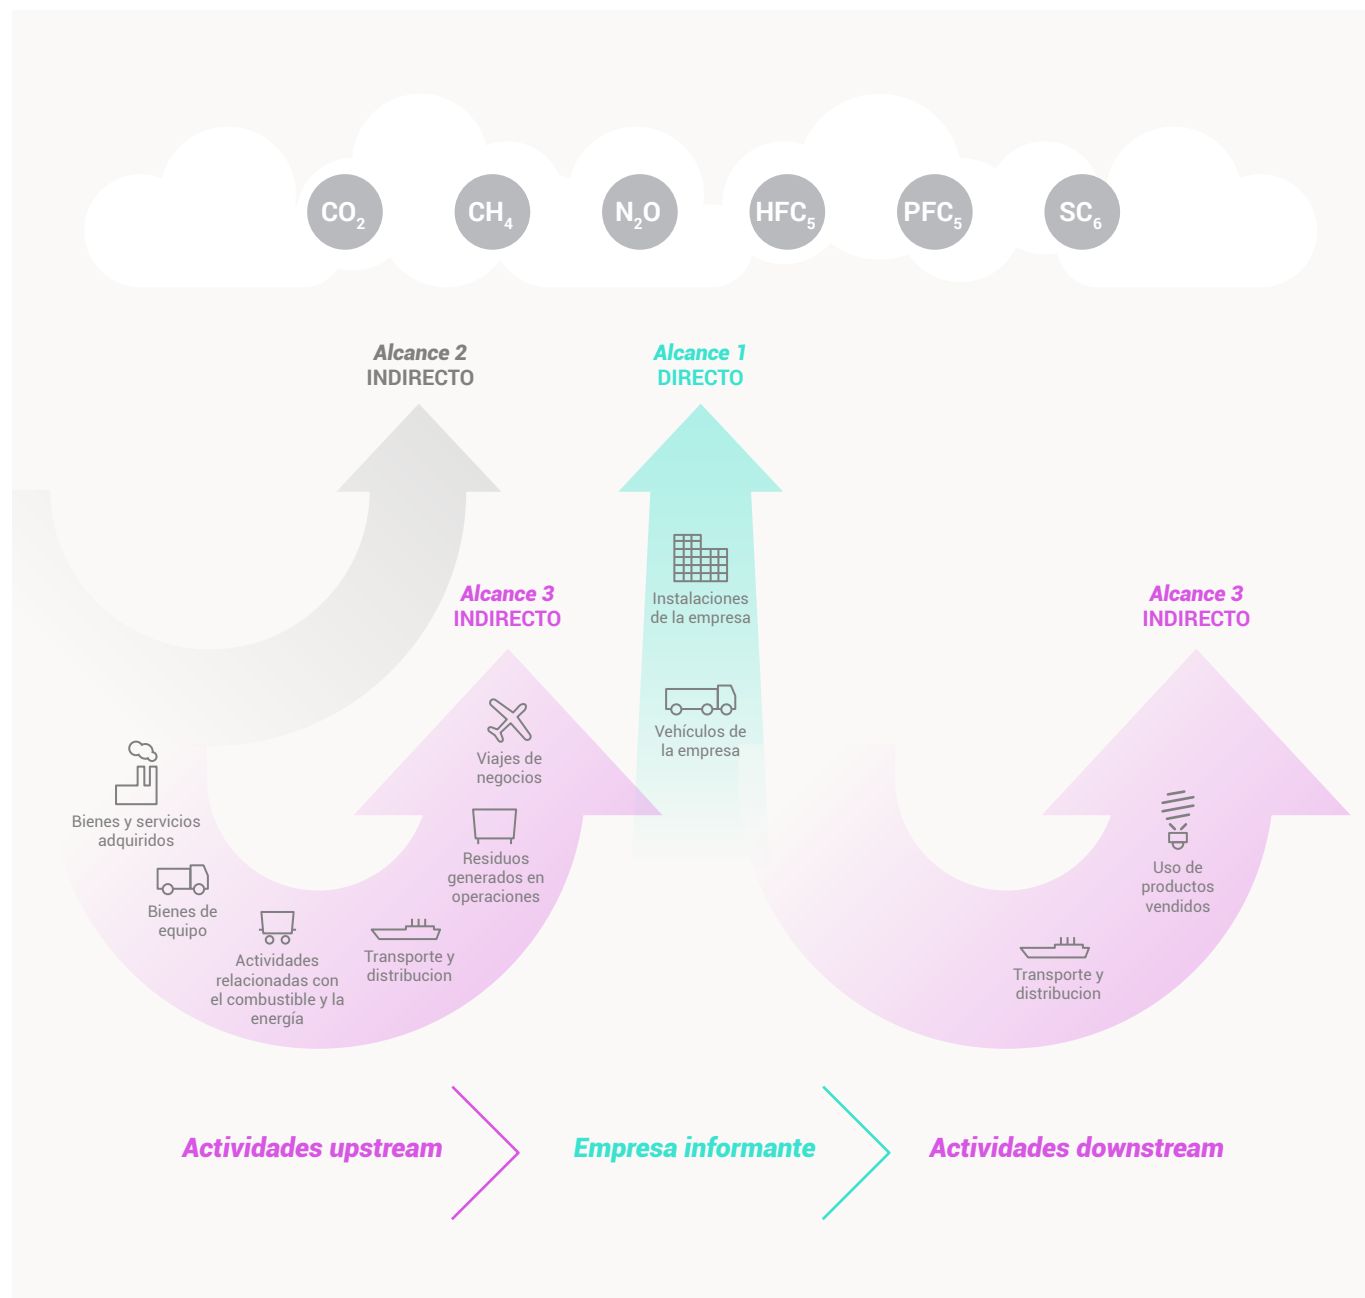 CO₂ CH₄ N₂O HFC₅ PFC₅ SC₆
Alcance 2
INDIRECTO
Alcance 1
DIRECTO
Alcance 3
INDIRECTO
Alcance 3
INDIRECTO
Instalaciones
de la empresa
Vehículos de
la empresa
Viajes de
negocios
Residuos
generados en
operaciones
Bienes y servicios
adquiridos
Bienes de
equipo
Actividades
relacionadas con
el combustible y la
energía
Transporte y
distribucion
Uso de
productos
vendidos
Transporte y
distribucion
Actividades upstream
Empresa informante
Actividades downstream